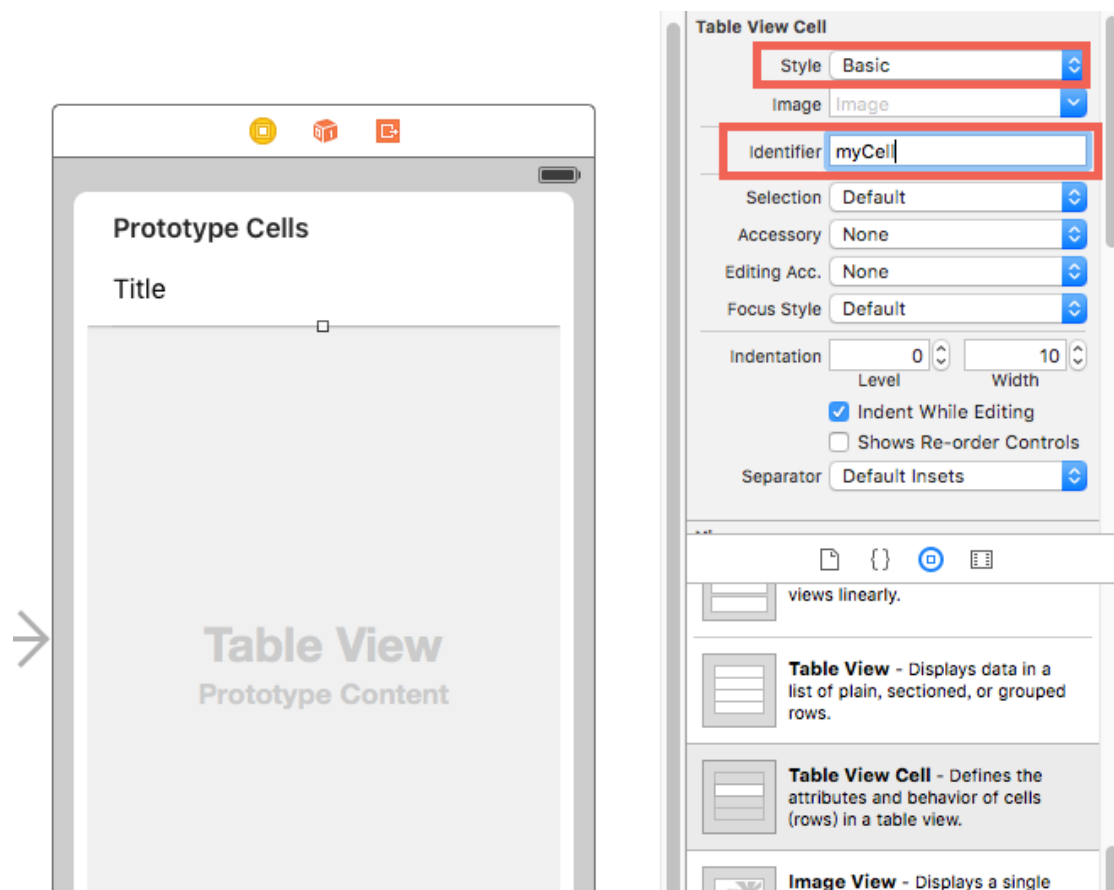 Prototype Cells
Title
Table View
Prototype Content
Table View Cell
Style Basic
Image Image
Identifier myCell
Selection Default
Accessory None
Editing Acc. None
Focus Style Default
Indentation 0 10
Level Width
Indent While Editing
Shows Re-order Controls
Separator Default Insets
{}
views linearly.
Table View - Displays data in a
list of plain, sectioned, or grouped
rows.
Table View Cell - Defines the
attributes and behavior of cells
(rows) in a table view.
Image View - Displays a single